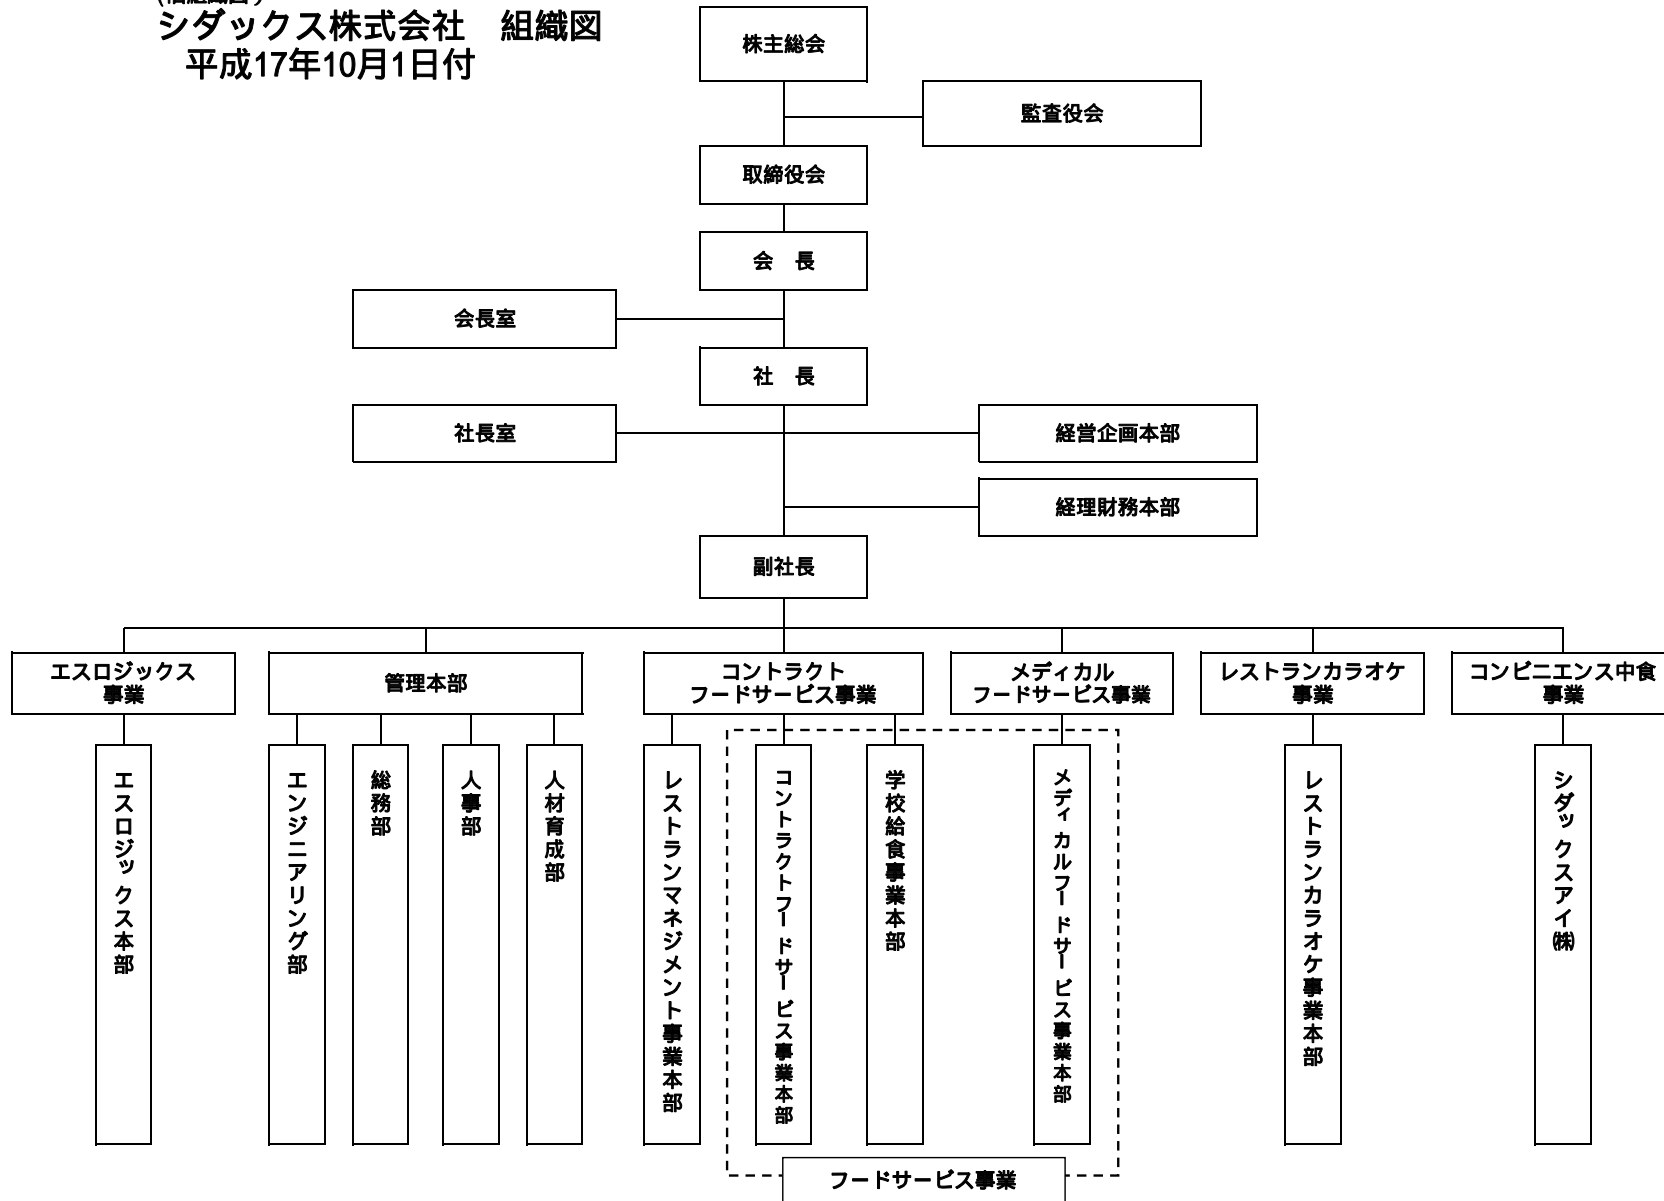 シダックス株式会社　組織図
平成17年10月1日付
株主総会
監査役会
取締役会
会　長
会長室
社　長
社長室
経営企画本部
経理財務本部
副社長
エスロジックス
事業
管理本部
コントラクト
フードサービス事業
メディカル
フードサービス事業
レストランカラオケ
事業
コンビニエンス中食
事業
エスロジックス本部
エンジニアリング部
総務部
人事部
人材育成部
レストランマネジメント事業本部
コントラクトフードサービス事業本部
学校給食事業本部
メディカルフードサービス事業本部
レストランカラオケ事業本部
シダックスアイ㈱
フードサービス事業